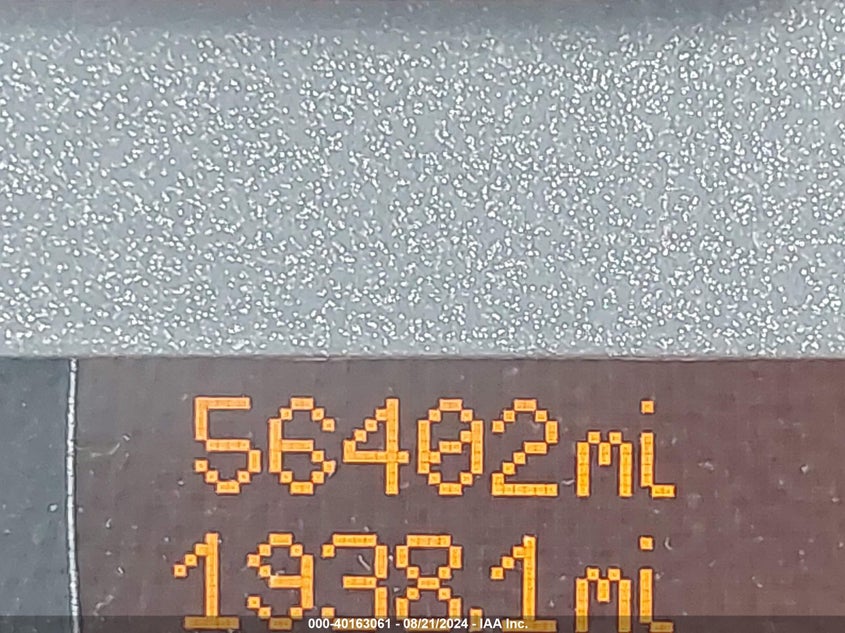 56402mi
1938.1mi
000-40163061 - 08/21/2024 - IAA Inc.